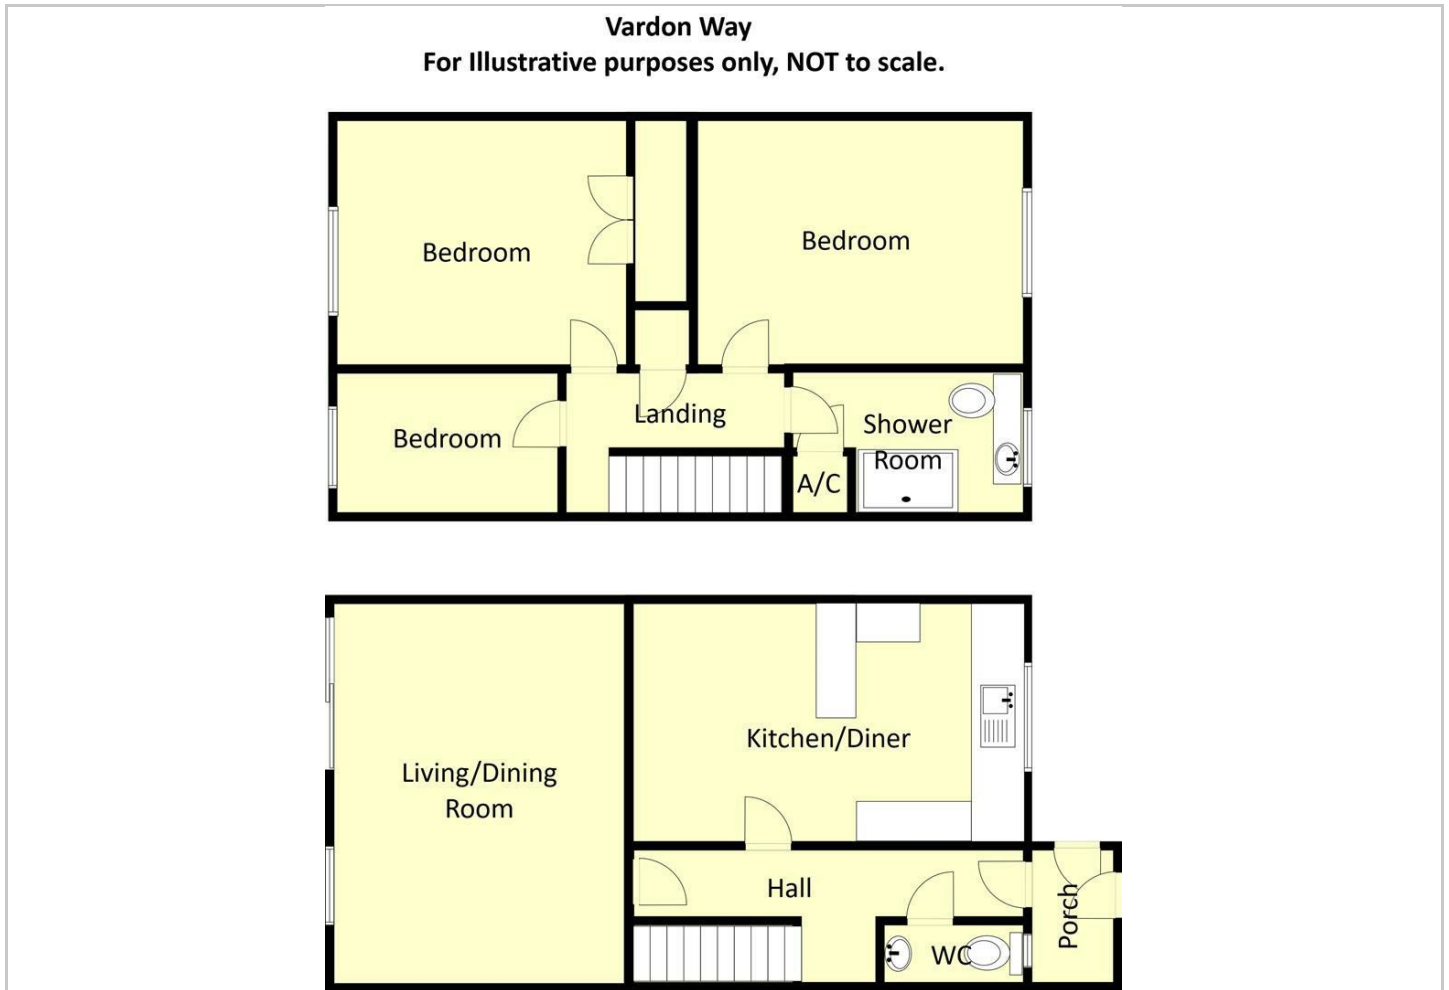 Vardon Way
For Illustrative purposes only, NOT to scale.
Bedroom
Bedroom
Bedroom
Landing
Shower
Room
A/C
Kitchen/Diner
Living/Dining
Room
Hall
Porch
WC